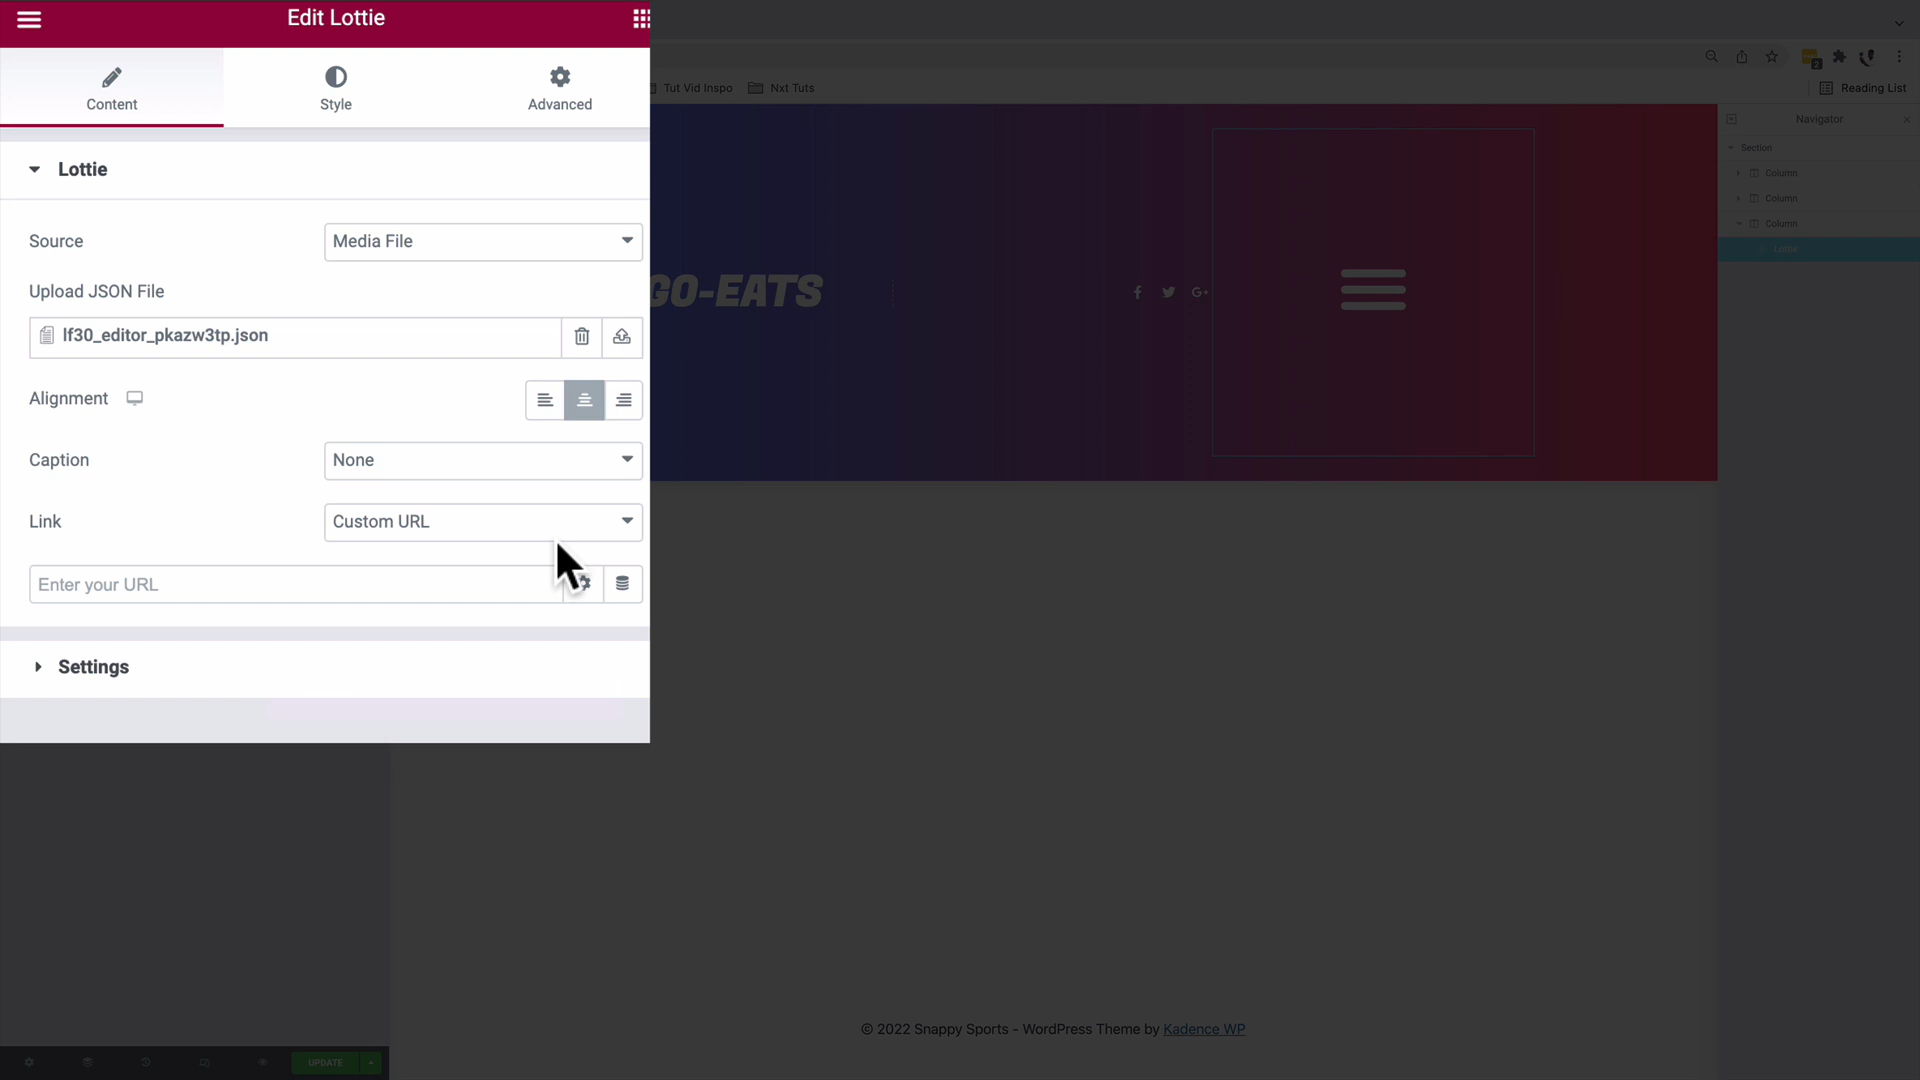 Edit Lottie
Content
Style
Advanced
Lottie
Source
Media File
Upload JSON File
lf30_editor_pkazw3tp.json
Alignment
Caption
None
Link
Custom URL
Enter your URL
Settings
UPDATE
Tut Vid Inspo
Nxt Tuts
2
Reading List
GO-EATS
G+
Navigator
Section
Column
Column
Column
Lottie
© 2022 Snappy Sports - WordPress Theme by Kadence WP